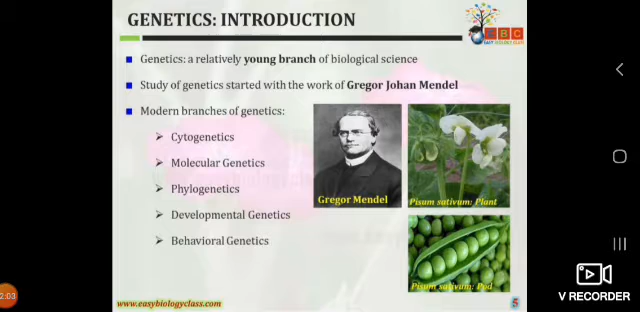 GENETICS: INTRODUCTION
EBC
EASY BIOLOGY CLASS
Genetics: a relatively young branch of biological science
Study of genetics started with the work of Gregor Johan Mendel
Modern branches of genetics:
Cytogenetics
Molecular Genetics
Phylogenetics
Developmental Genetics
Behavioral Genetics
Gregor Mendel
Pisum sativum: Plant
Pisum sativum: Pod
www.easybiologyclass.com
5
2:03
V RECORDER